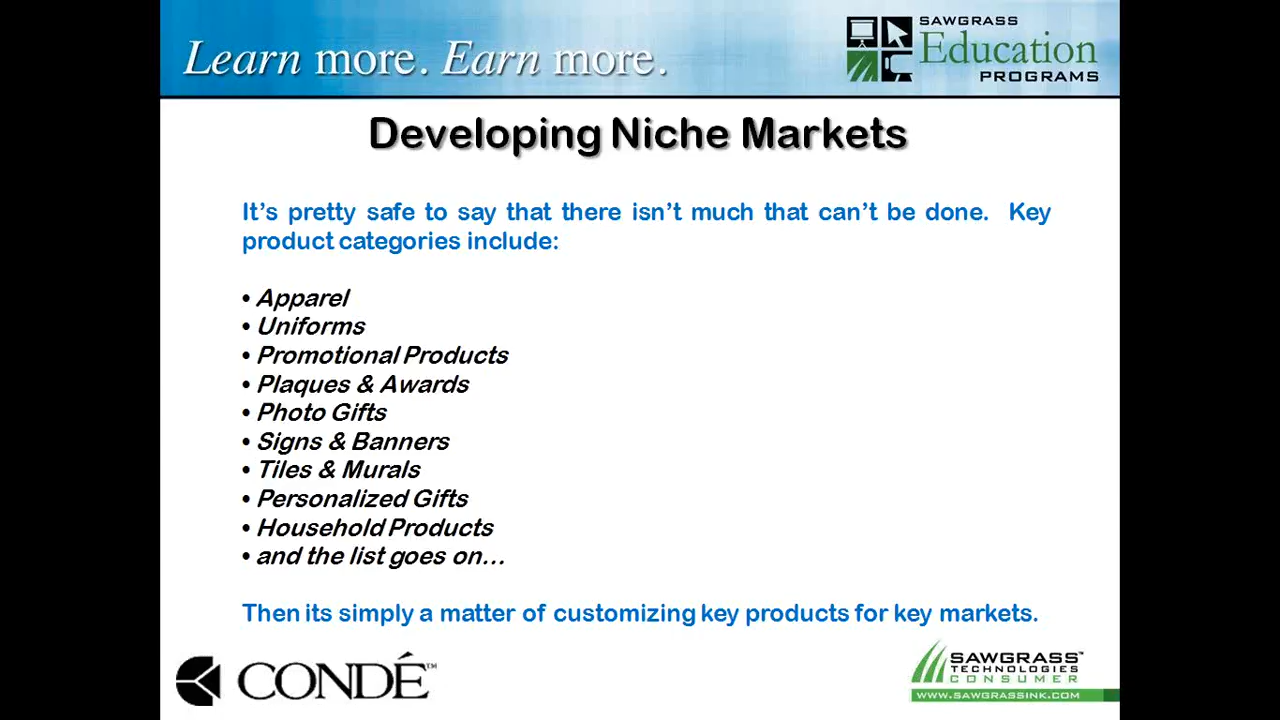 Learn more. Earn more.
SAWGRASS
Education
PROGRAMS
Developing Niche Markets
It's pretty safe to say that there isn't much that can't be done. Key
product categories include:
• Apparel
• Uniforms
• Promotional Products
• Plaques & Awards
• Photo Gifts
• Signs & Banners
• Tiles & Murals
• Personalized Gifts
• Household Products
• and the list goes on...
Then its simply a matter of customizing key products for key markets.
CONDÉ™
SAWGRASS™
TECHNOLOGIES
CONSUMER
WWW.SAWGRASSINK.COM